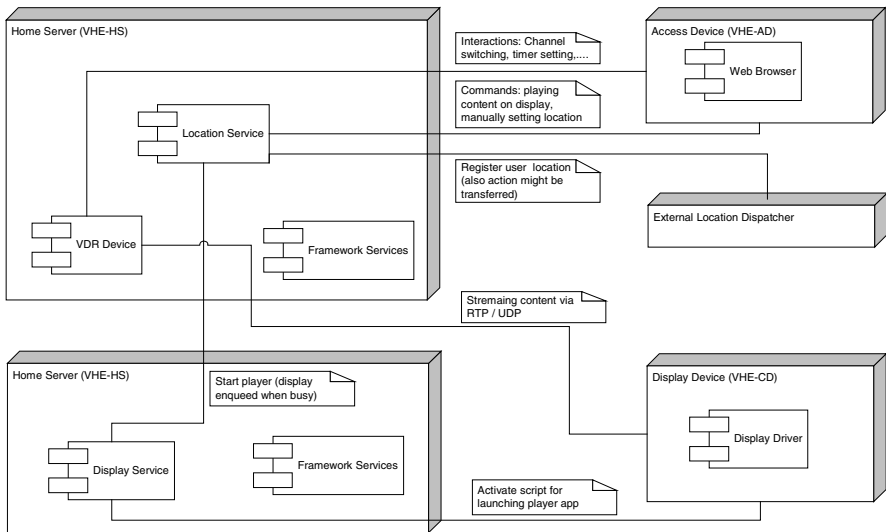 Home Server (VHE-HS)
Interactions: Channel
switching, timer setting,....
Access Device (VHE-AD)
Web Browser
Commands: playing
content on display,
manually setting location
Location Service
Register user location
(also action might be
transferred)
External Location Dispatcher
VDR Device
Framework Services
Stremaing content via
RTP / UDP
Home Server (VHE-HS)
Start player (display
enqueed when busy)
Display Device (VHE-CD)
Display Driver
Display Service
Framework Services
Activate script for
launching player app